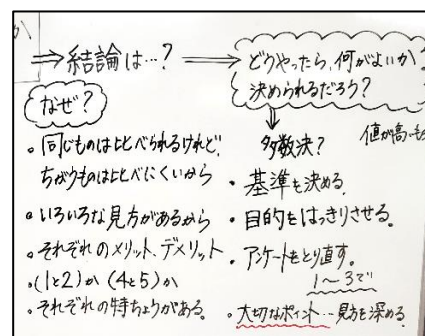 ⇒結論は…?
⇒
どうやったら、何がよいか
決められるだろう?
なぜ?
・同じものは比べられるけれど、
ちがうものは比べにくいから
・いろいろな見方があるから
・それぞれのメリット、デメリット
・(1と2)か(4と5)か
・それぞれの特ちょうがある。
⇓
多数決?
値が高い
・基準を決める。
・目的をはっきりさせる。
・アンケートをとり直す。
1〜3で
・大切なポイント…見方を深める